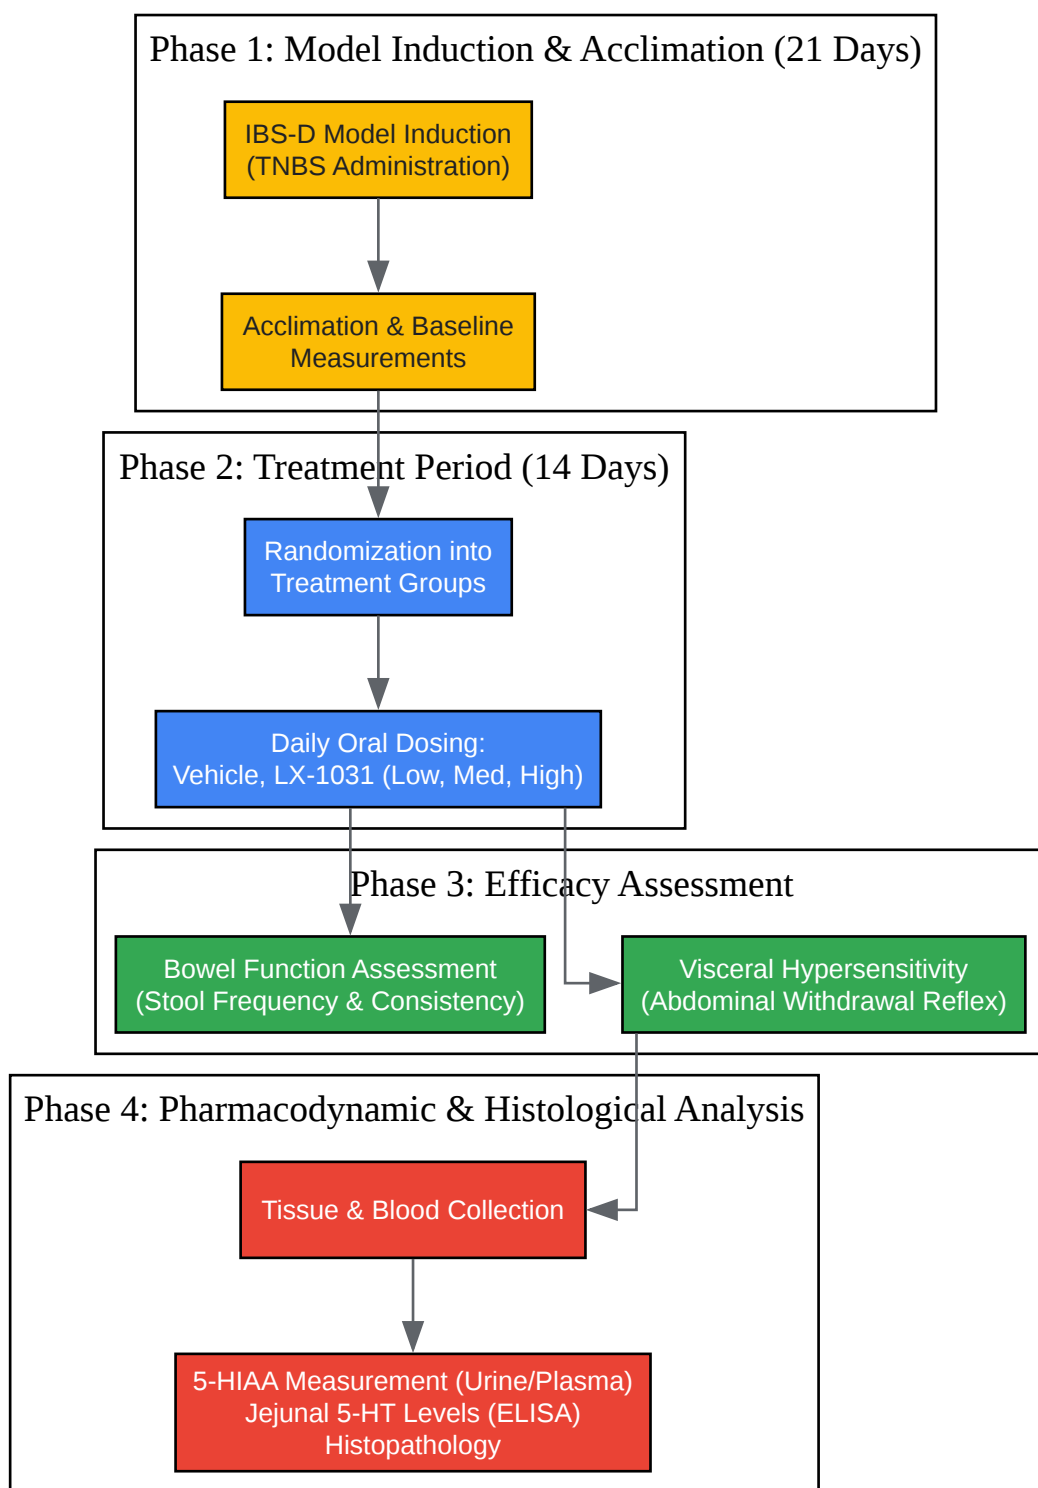 Phase 1: Model Induction & Acclimation (21 Days)
IBS-D Model Induction
(TNBS Administration)
Acclimation & Baseline
Measurements
Phase 2: Treatment Period (14 Days)
Randomization into
Treatment Groups
Daily Oral Dosing:
Vehicle, LX-1031 (Low, Med, High)
Phase 3: Efficacy Assessment
Bowel Function Assessment
(Stool Frequency & Consistency)
Visceral Hypersensitivity
(Abdominal Withdrawal Reflex)
Phase 4: Pharmacodynamic & Histological Analysis
Tissue & Blood Collection
5-HIAA Measurement (Urine/Plasma)
Jejunal 5-HT Levels (ELISA)
Histopathology